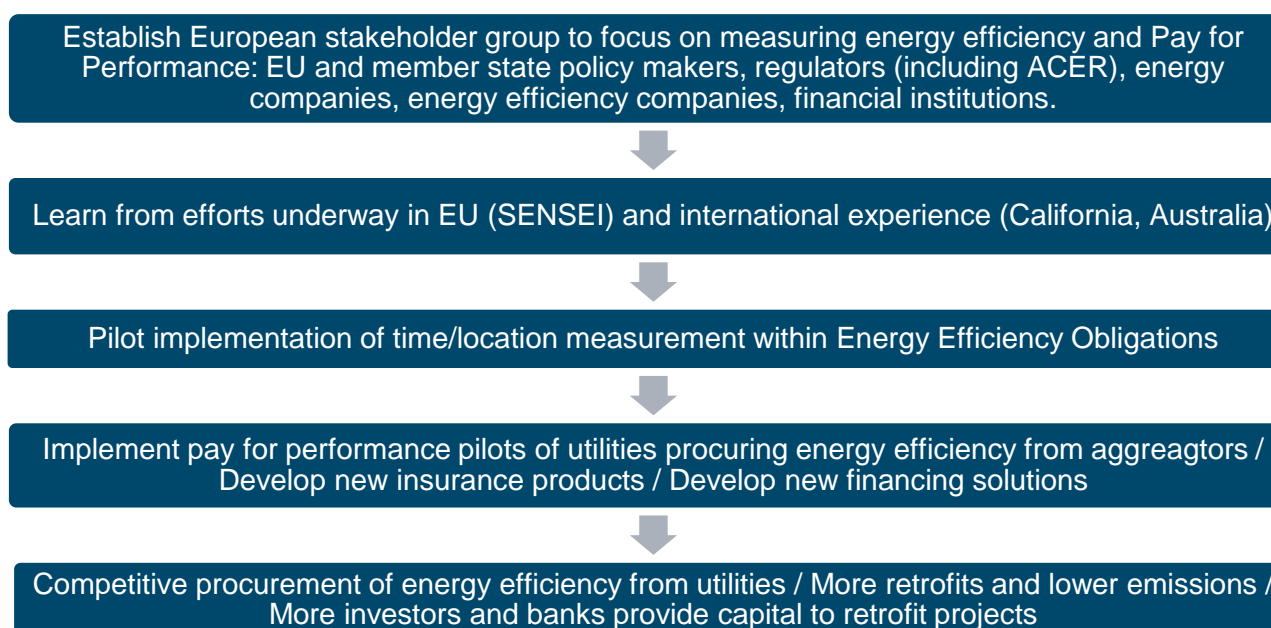 Establish European stakeholder group to focus on measuring energy efficiency and Pay for
Performance: EU and member state policy makers, regulators (including ACER), energy
companies, energy efficiency companies, financial institutions.
Learn from efforts underway in EU (SENSEI) and international experience (California, Australia)
Pilot implementation of time/location measurement within Energy Efficiency Obligations
Implement pay for performance pilots of utilities procuring energy efficiency from aggreagtors /
Develop new insurance products / Develop new financing solutions
Competitive procurement of energy efficiency from utilities / More retrofits and lower emissions /
More investors and banks provide capital to retrofit projects